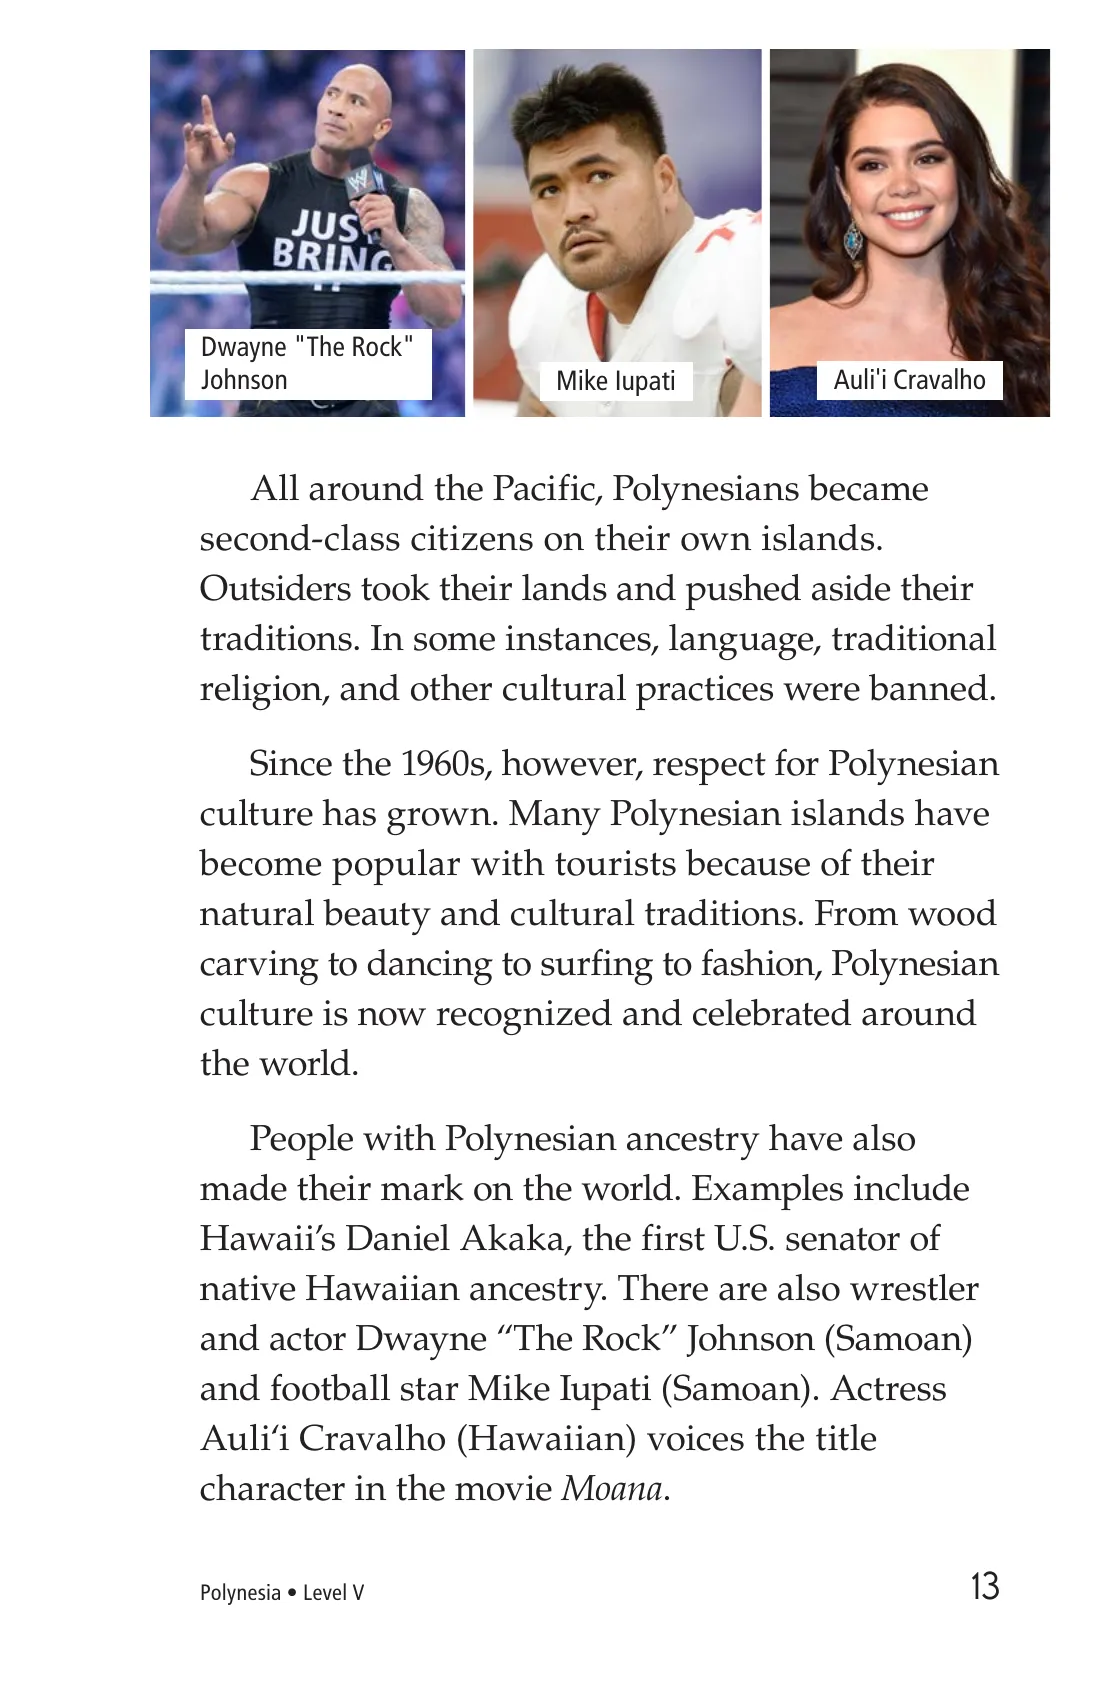 JUST
BRING
IT
W
Dwayne "The Rock"
Johnson
Mike Iupati
Auli'i Cravalho
All around the Pacific, Polynesians became
second-class citizens on their own islands.
Outsiders took their lands and pushed aside their
traditions. In some instances, language, traditional
religion, and other cultural practices were banned.
Since the 1960s, however, respect for Polynesian
culture has grown. Many Polynesian islands have
become popular with tourists because of their
natural beauty and cultural traditions. From wood
carving to dancing to surfing to fashion, Polynesian
culture is now recognized and celebrated around
the world.
People with Polynesian ancestry have also
made their mark on the world. Examples include
Hawaii’s Daniel Akaka, the first U.S. senator of
native Hawaiian ancestry. There are also wrestler
and actor Dwayne “The Rock” Johnson (Samoan)
and football star Mike Iupati (Samoan). Actress
Auli‘i Cravalho (Hawaiian) voices the title
character in the movie Moana.
Polynesia • Level V
13